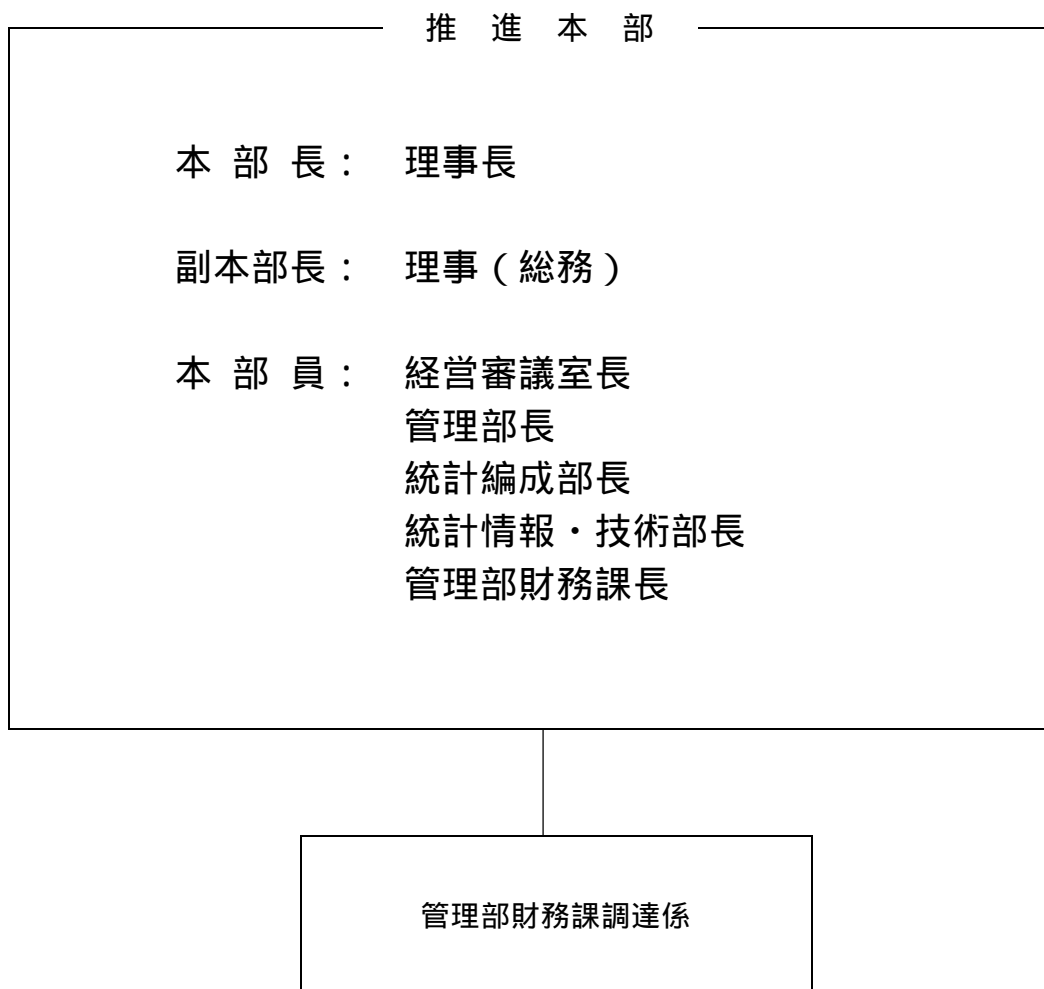 推 進 本 部
本 部 長： 理事長
副本部長： 理事（総務）
本 部 員： 経営審議室長
管理部長
統計編成部長
統計情報・技術部長
管理部財務課長
管理部財務課調達係